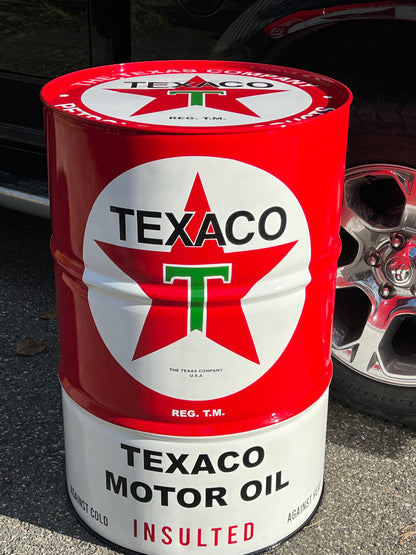 THE TEXAS COMPANY
TEXACO
T
REG. T.M.
TEXACO
T
THE TEXAS COMPANY
U.S.A
REG. T.M.
TEXACO
MOTOR OIL
AGAINST COLD
INSULTED
AGAINST